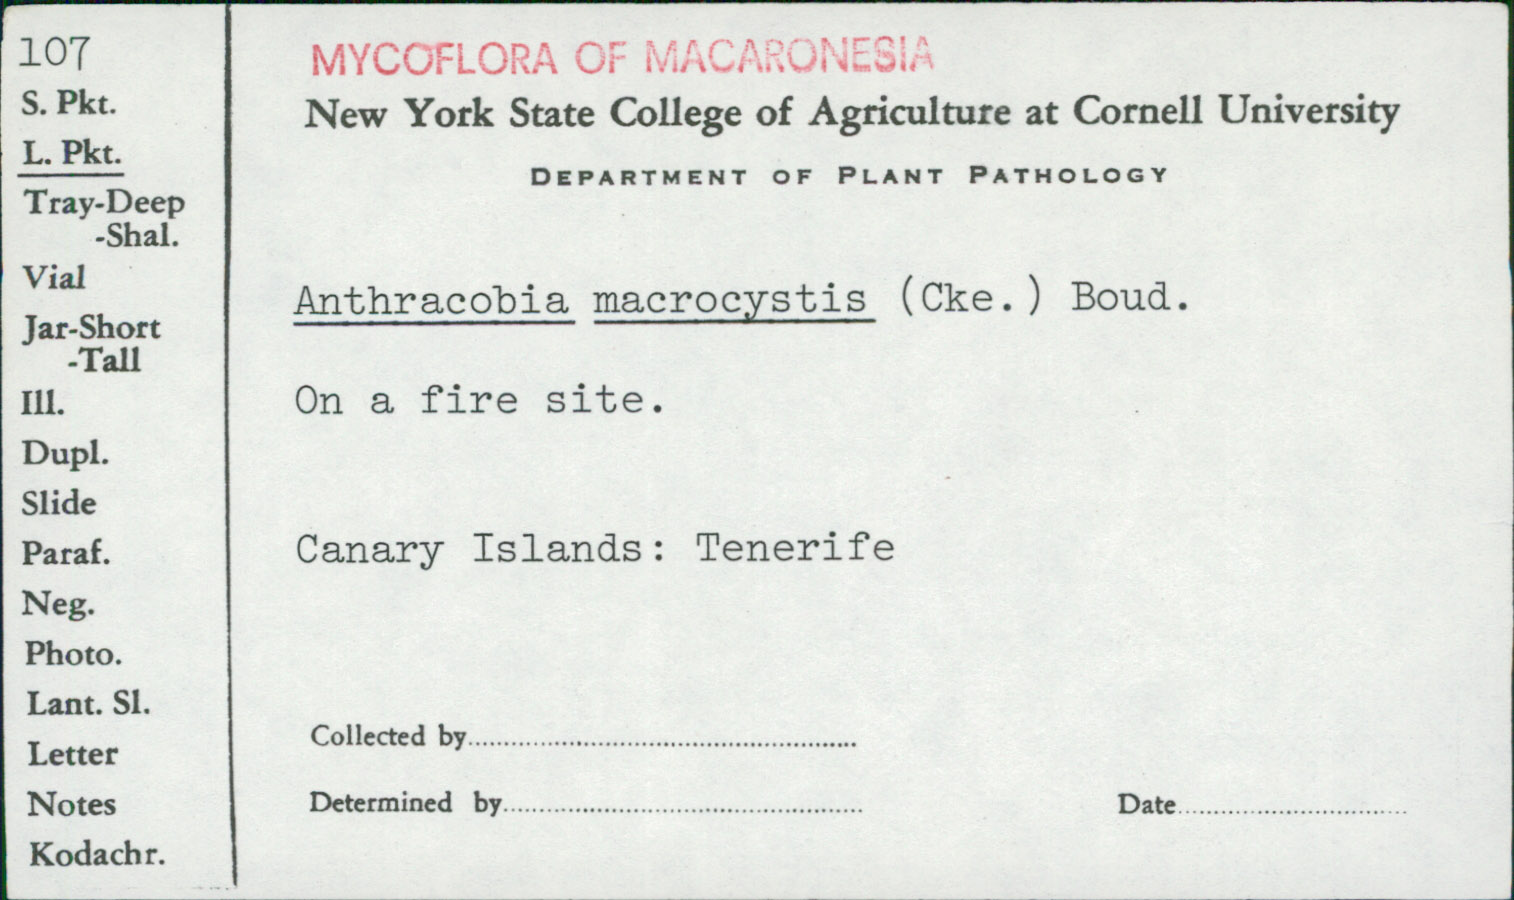 107
S. Pkt.
L. Pkt.
Tray-Deep
-Shal.
Vial
Jar-Short
-Tall
Ill.
Dupl.
Slide
Paraf.
Neg.
Photo.
Lant. Sl.
Letter
Notes
Kodachr.
MYCOFLORA OF MACARONESIA
New York State College of Agriculture at Cornell University
DEPARTMENT OF PLANT PATHOLOGY
Anthracobia macrocystis (Cke.) Boud.
On a fire site.
Canary Islands: Tenerife
Collected by
Determined by
Date